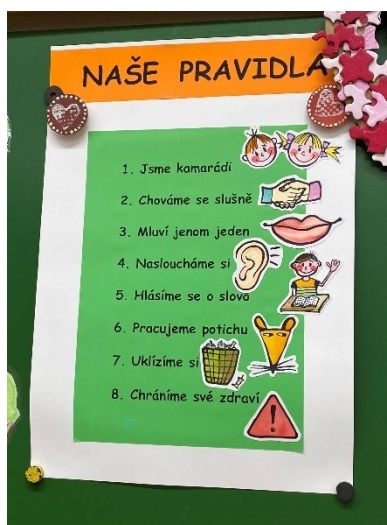 NAŠE PRAVIDLA
1. Jsme kamarádi
2. Chováme se slušně
3. Mluví jenom jeden
4. Nasloucháme si
5. Hlásíme se o slovo
6. Pracujeme potichu
7. Uklízíme si
8. Chráníme své zdraví